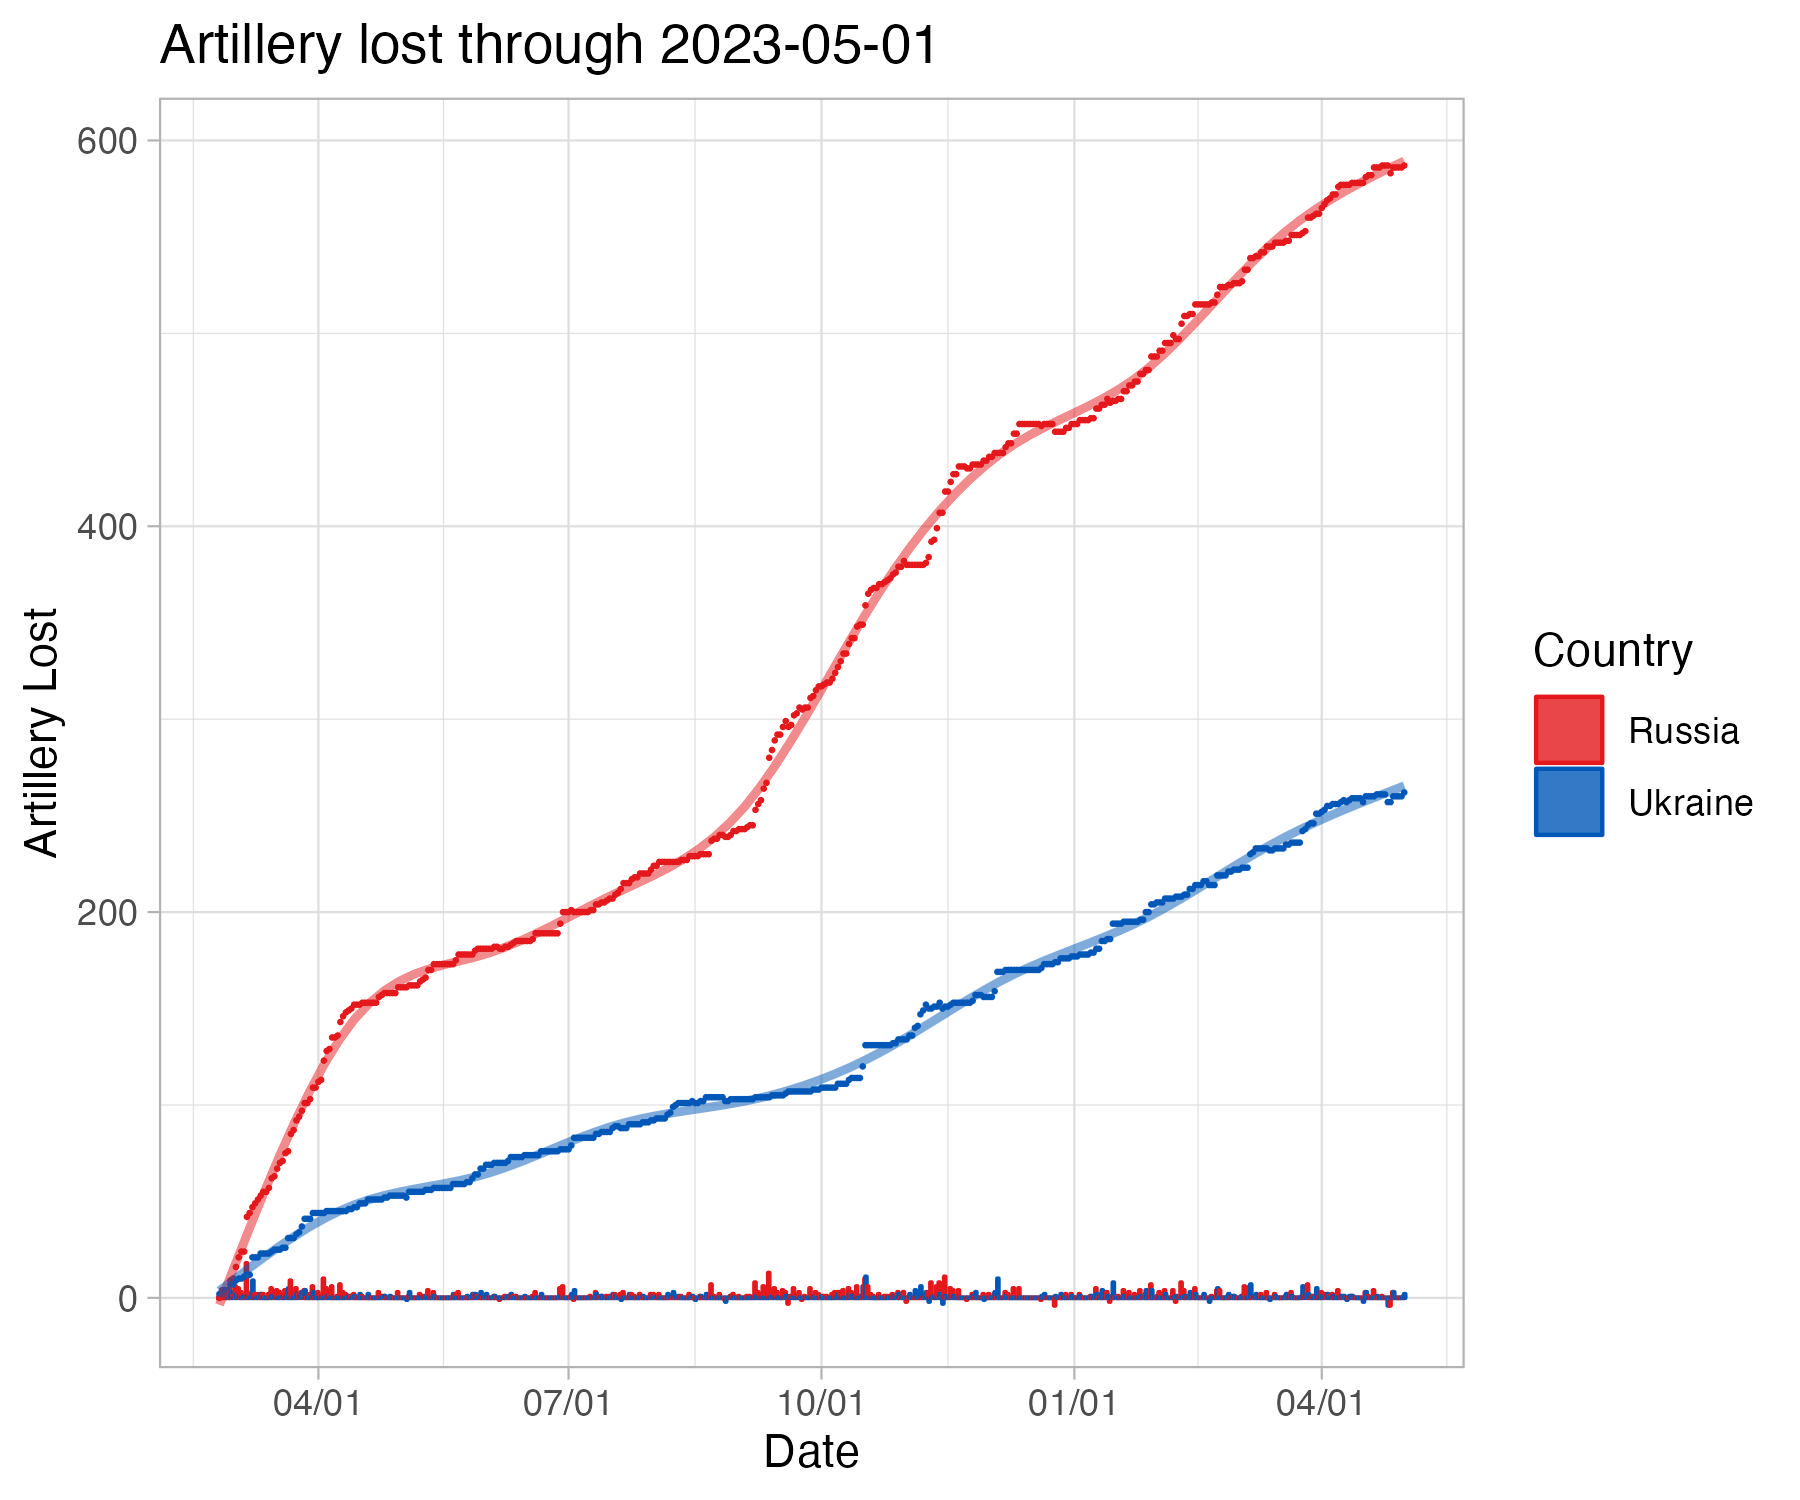 Artillery lost through 2023-05-01
Artillery Lost
600
400
200
0
04/01
07/01
10/01
01/01
04/01
Date
Country
Russia
Ukraine